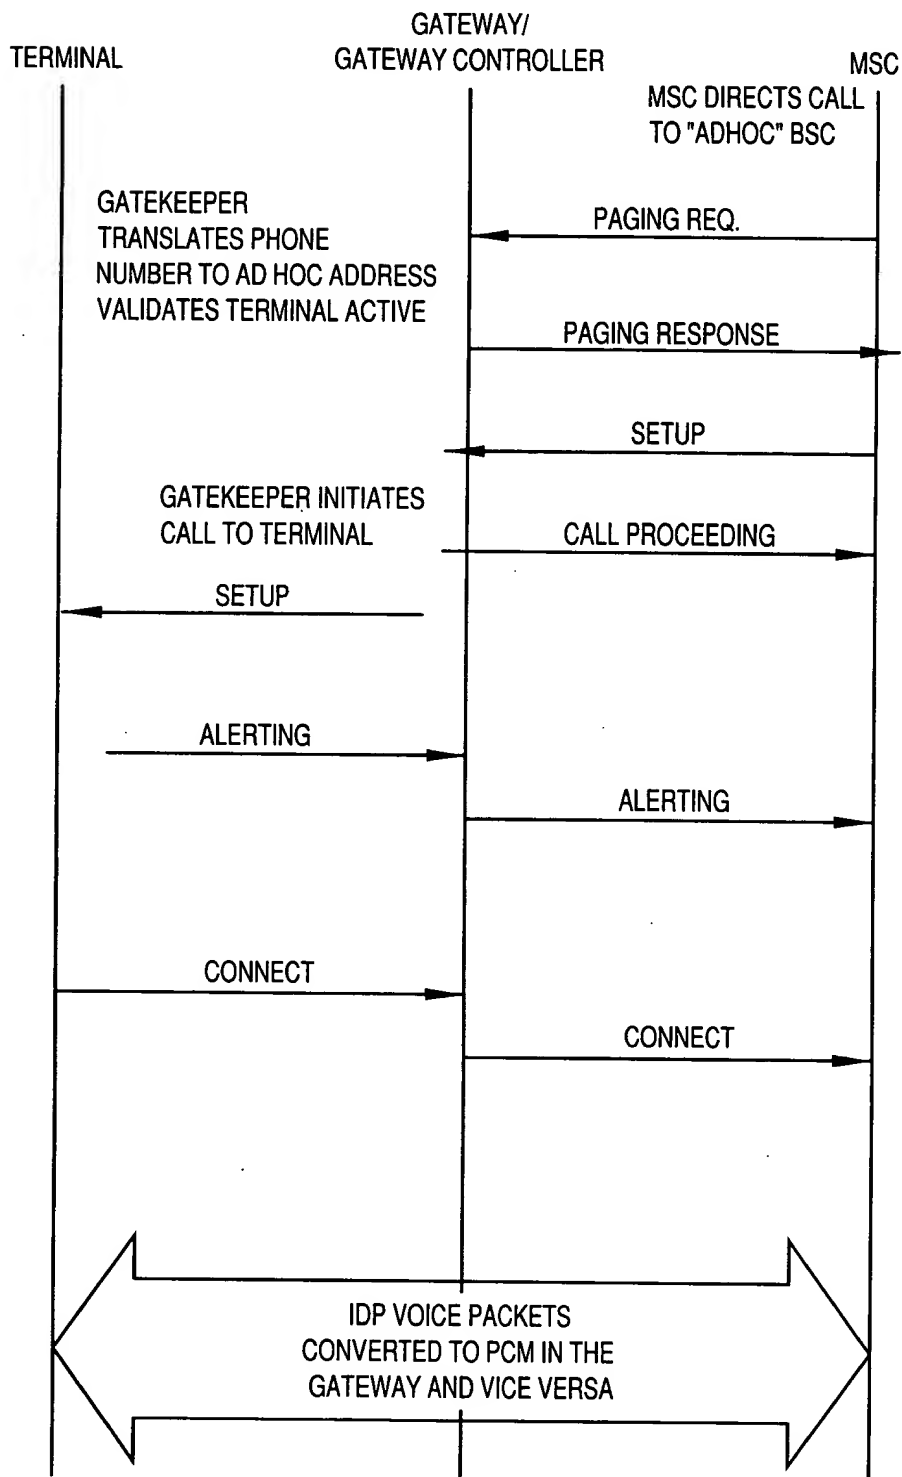 TERMINAL
GATEWAY/
GATEWAY CONTROLLER
MSC
MSC DIRECTS CALL
TO "ADHOC" BSC
GATEKEEPER
TRANSLATES PHONE
NUMBER TO AD HOC ADDRESS
VALIDATES TERMINAL ACTIVE
PAGING REQ.
PAGING RESPONSE
SETUP
GATEKEEPER INITIATES
CALL TO TERMINAL
CALL PROCEEDING
SETUP
ALERTING
ALERTING
CONNECT
CONNECT
IDP VOICE PACKETS
CONVERTED TO PCM IN THE
GATEWAY AND VICE VERSA